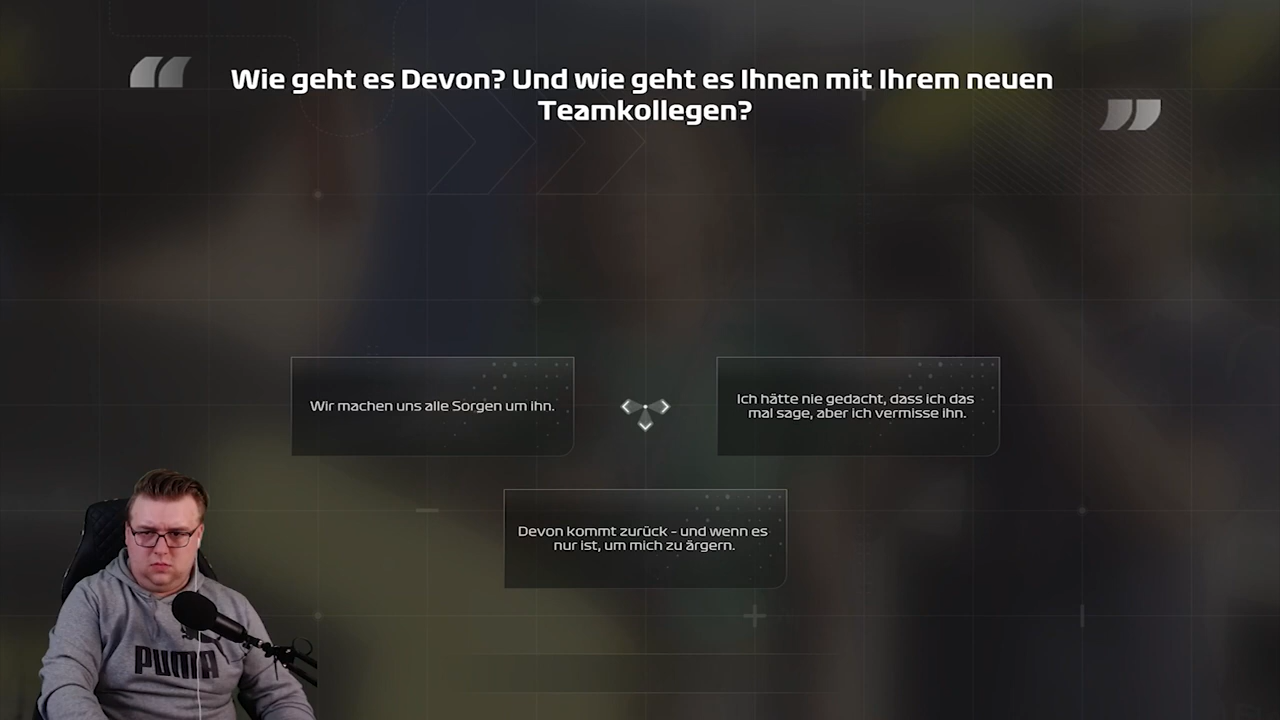 Wie geht es Devon? Und wie geht es Ihnen mit Ihrem neuen
Teamkollegen?
Wir machen uns alle Sorgen um ihn.
Ich hätte nie gedacht, dass ich das
mal sage, aber ich vermisse ihn.
Devon kommt zurück - und wenn es
nur ist, um mich zu ärgern.
PUMA